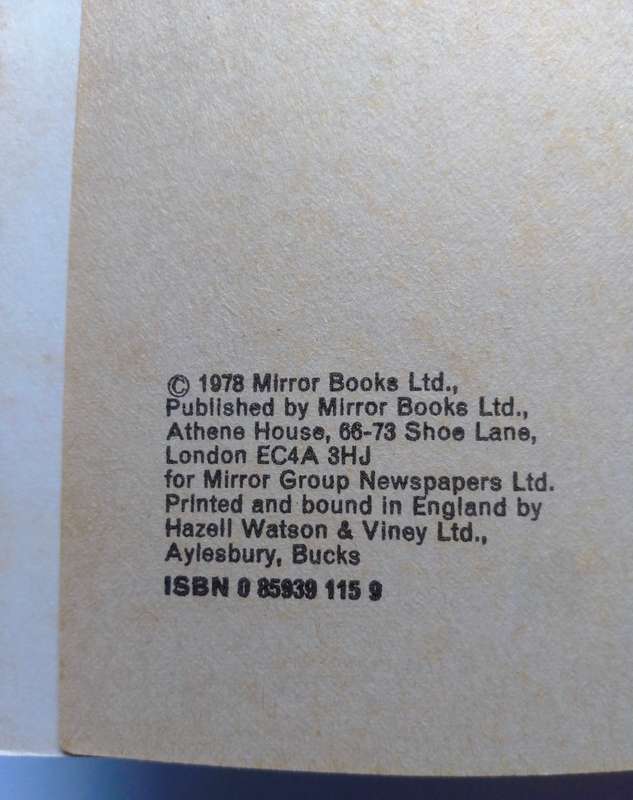 © 1978 Mirror Books Ltd.,
Published by Mirror Books Ltd.,
Athene House, 66-73 Shoe Lane,
London EC4A 3HJ
for Mirror Group Newspapers Ltd.
Printed and bound in England by
Hazell Watson & Viney Ltd.,
Aylesbury, Bucks
ISBN 0 85939 115 9